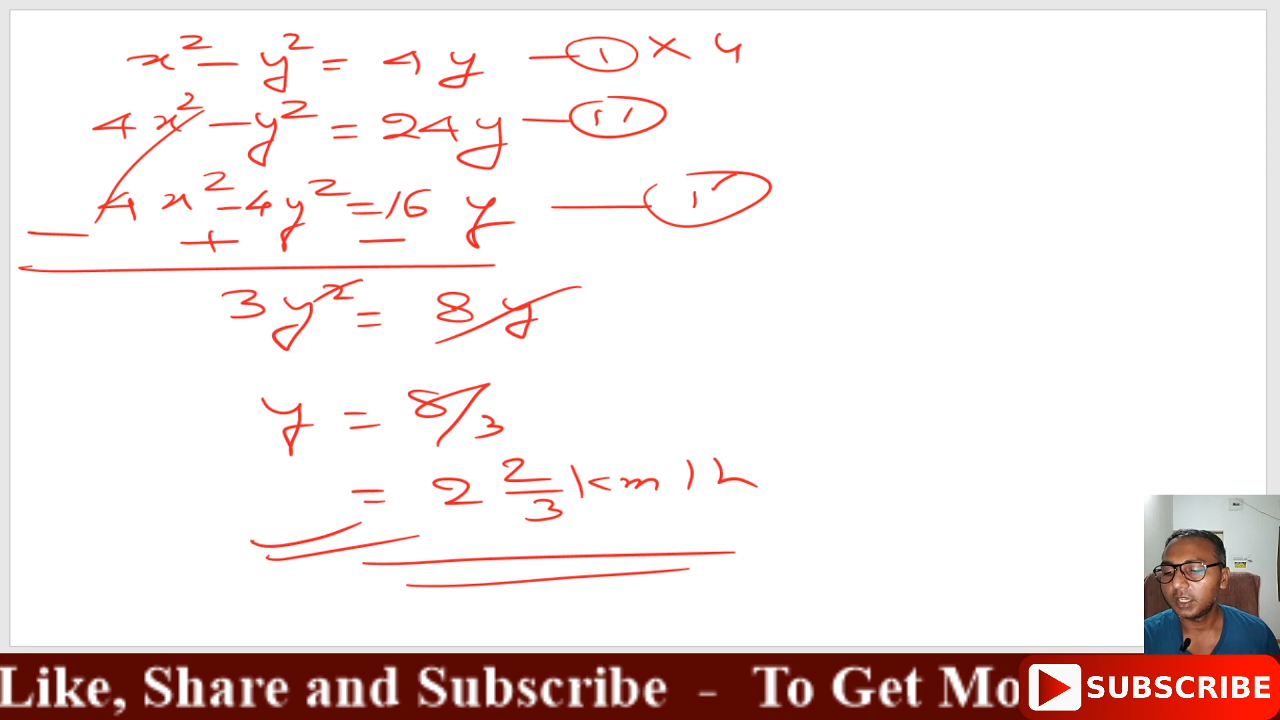 x² - y² = 4y — (1) × 4
4x² - y² = 24y — (11)
4x² - 4y² = 16 y — (1)
- + -
3y² = 8y
y = 8/3
= 2 2/3 km/h
Like, Share and Subscribe - To Get Mo
SUBSCRIBE